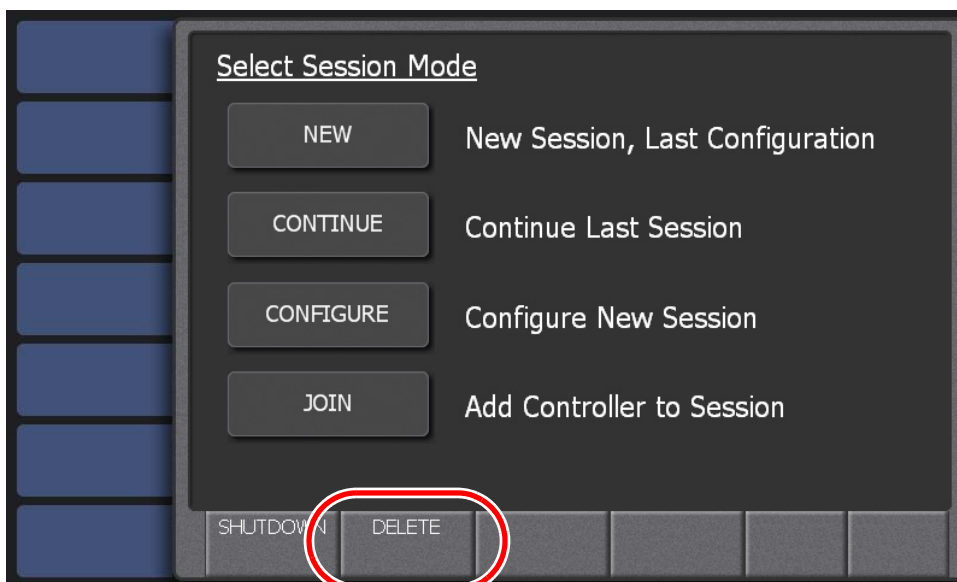 Select Session Mode
NEW New Session, Last Configuration
CONTINUE Continue Last Session
CONFIGURE Configure New Session
JOIN Add Controller to Session
SHUTDOWN DELETE